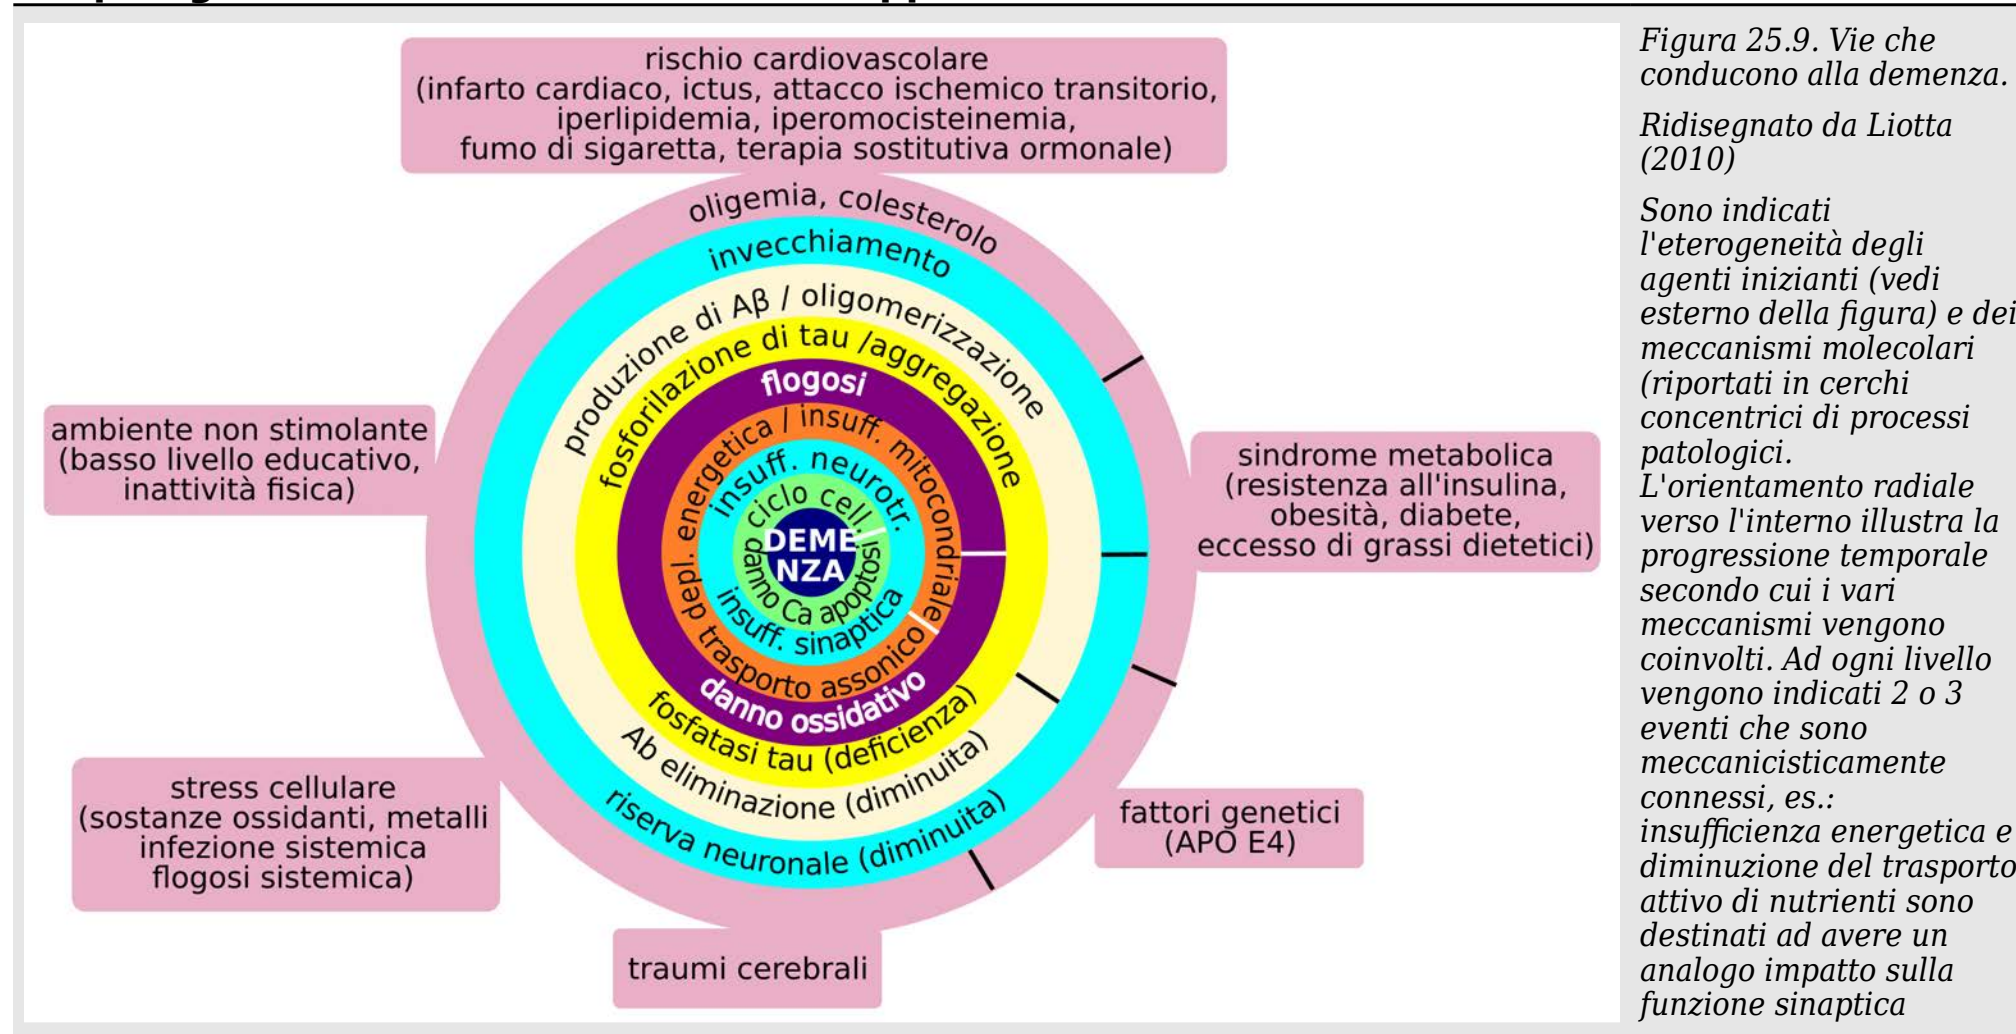 rischio cardiovascolare
(infarto cardiaco, ictus, attacco ischemico transitorio,
iperlipidemia, iperomocisteinemia,
fumo di sigaretta, terapia sostitutiva ormonale)
oligemia, colesterolo
invecchiamento
produzione di Aβ / oligomerizzazione
fosforilazione di tau /aggregazione
flogosi
depl. energetica / insuff. mitocondriale
insuff. neurotr.
ciclo cell.
DEME
NZA
danno Ca apoptosi
insuff. sinaptica
trasporto assonico
danno ossidativo
fosfatasi tau (deficienza)
Ab eliminazione (diminuita)
riserva neuronale (diminuita)
ambiente non stimolante
(basso livello educativo,
inattività fisica)
sindrome metabolica
(resistenza all'insulina,
obesità, diabete,
eccesso di grassi dietetici)
stress cellulare
(sostanze ossidanti, metalli
infezione sistemica
flogosi sistemica)
fattori genetici
(APO E4)
traumi cerebrali
Figura 25.9. Vie che
conducono alla demenza.
Ridisegnato da Liotta
(2010)
Sono indicati
l'eterogeneità degli
agenti inizianti (vedi
esterno della figura) e dei
meccanismi molecolari
(riportati in cerchi
concentrici di processi
patologici.
L'orientamento radiale
verso l'interno illustra la
progressione temporale
secondo cui i vari
meccanismi vengono
coinvolti. Ad ogni livello
vengono indicati 2 o 3
eventi che sono
meccanicisticamente
connessi, es.:
insufficienza energetica e
diminuzione del trasporto
attivo di nutrienti sono
destinati ad avere un
analogo impatto sulla
funzione sinaptica